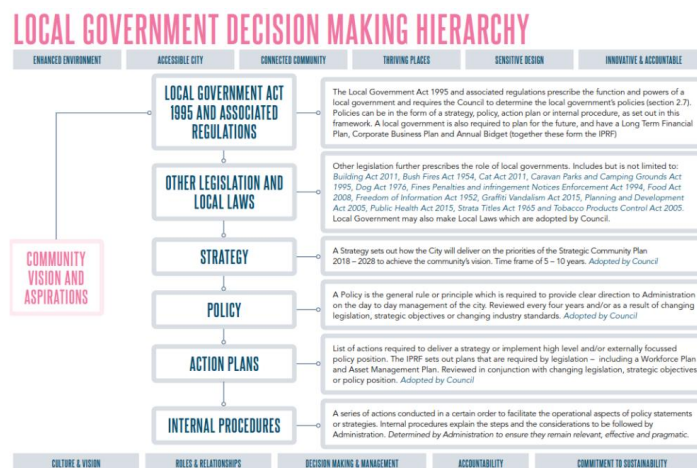 LOCAL GOVERNMENT DECISION MAKING HIERARCHY
ENHANCED ENVIRONMENT
ACCESSIBLE CITY
CONNECTED COMMUNITY
THRIVING PLACES
SENSITIVE DESIGN
INNOVATIVE & ACCOUNTABLE
COMMUNITY
VISION AND
ASPIRATIONS
LOCAL GOVERNMENT ACT
1995 AND ASSOCIATED
REGULATIONS
The Local Government Act 1995 and associated regulations prescribe the function and powers of a
local government and requires the Council to determine the local government's policies (section 2.7).
Policies can be in the form of a strategy, policy, action plan or internal procedure, as set out in this
framework. A local government is also required to plan for the future, and have a Long Term Financial
Plan, Corporate Business Plan and Annual Budget (together these form the IPRF)
OTHER LEGISLATION AND
LOCAL LAWS
Other legislation further prescribes the role of local governments. Includes but is not limited to:
Building Act 2011, Bush Fires Act 1954, Cat Act 2011, Caravan Parks and Camping Grounds Act
1995, Dog Act 1976, Fines Penalties and infringement Notices Enforcement Act 1994, Food Act
2008, Freedom of Information Act 1952, Graffiti Vandalism Act 2015, Planning and Development
Act 2005, Public Health Act 2015, Strata Titles Act 1965 and Tobacco Products Control Act 2005.
Local Government may also make Local Laws which are adopted by Council.
STRATEGY
A Strategy sets out how the City will deliver on the priorities of the Strategic Community Plan
2018 – 2028 to achieve the community's vision. Time frame of 5 – 10 years. Adopted by Council
POLICY
A Policy is the general rule or principle which is required to provide clear direction to Administration
on the day to day management of the city. Reviewed every four years and/or as a result of changing
legislation, strategic objectives or changing industry standards. Adopted by Council
ACTION PLANS
List of actions required to deliver a strategy or implement high level and/or externally focussed
policy position. The IPRF sets out plans that are required by legislation – including a Workforce Plan
and Asset Management Plan. Reviewed in conjunction with changing legislation, strategic objectives
or policy position. Adopted by Council
INTERNAL PROCEDURES
A series of actions conducted in a certain order to facilitate the operational aspects of policy statements
or strategies. Internal procedures explain the steps and the considerations to be followed by
Administration. Determined by Administration to ensure they remain relevant, effective and pragmatic.
CULTURE & VISION
ROLES & RELATIONSHIPS
DECISION MAKING & MANAGEMENT
ACCOUNTABILITY
COMMITMENT TO SUSTAINABILITY